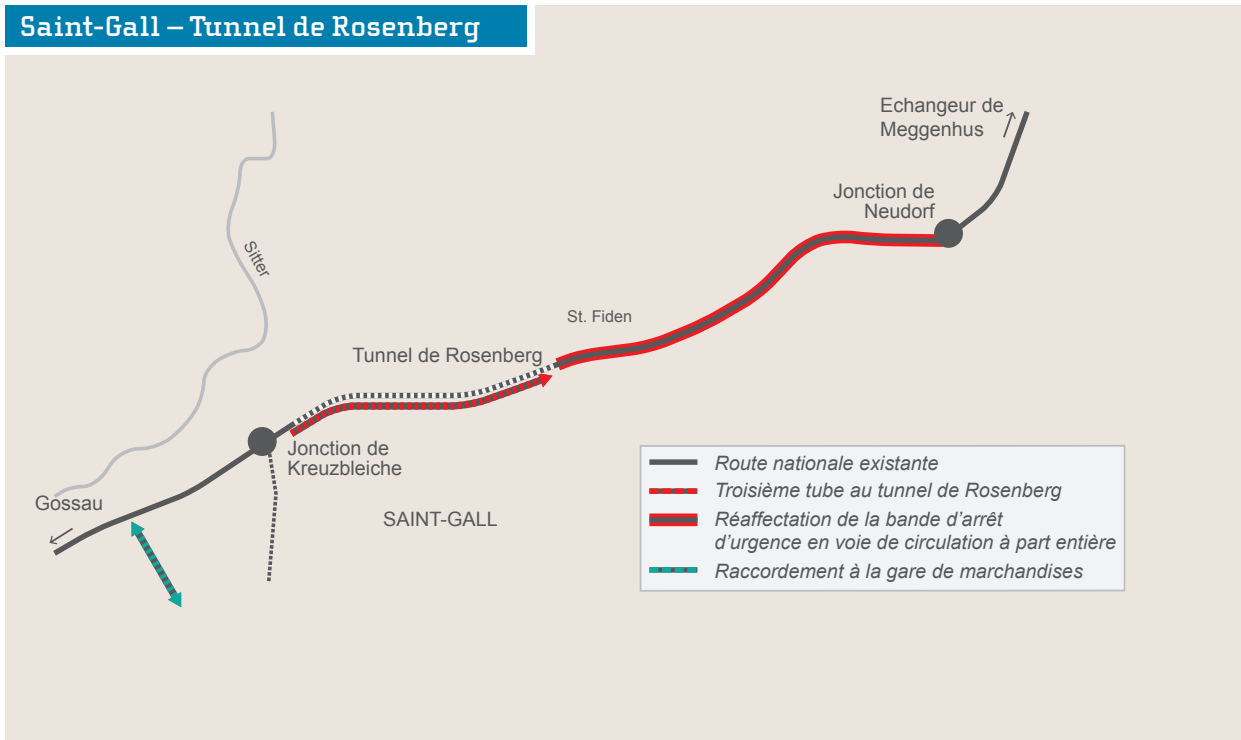 Saint-Gall – Tunnel de Rosenberg
Echangeur de
Meggenhus
Jonction de
Neudorf
Sitter
St. Fiden
Tunnel de Rosenberg
Jonction de
Kreuzbleiche
Gossau
SAINT-GALL
Route nationale existante
Troisième tube au tunnel de Rosenberg
Réaffectation de la bande d'arrêt
d'urgence en voie de circulation à part entière
Raccordement à la gare de marchandises